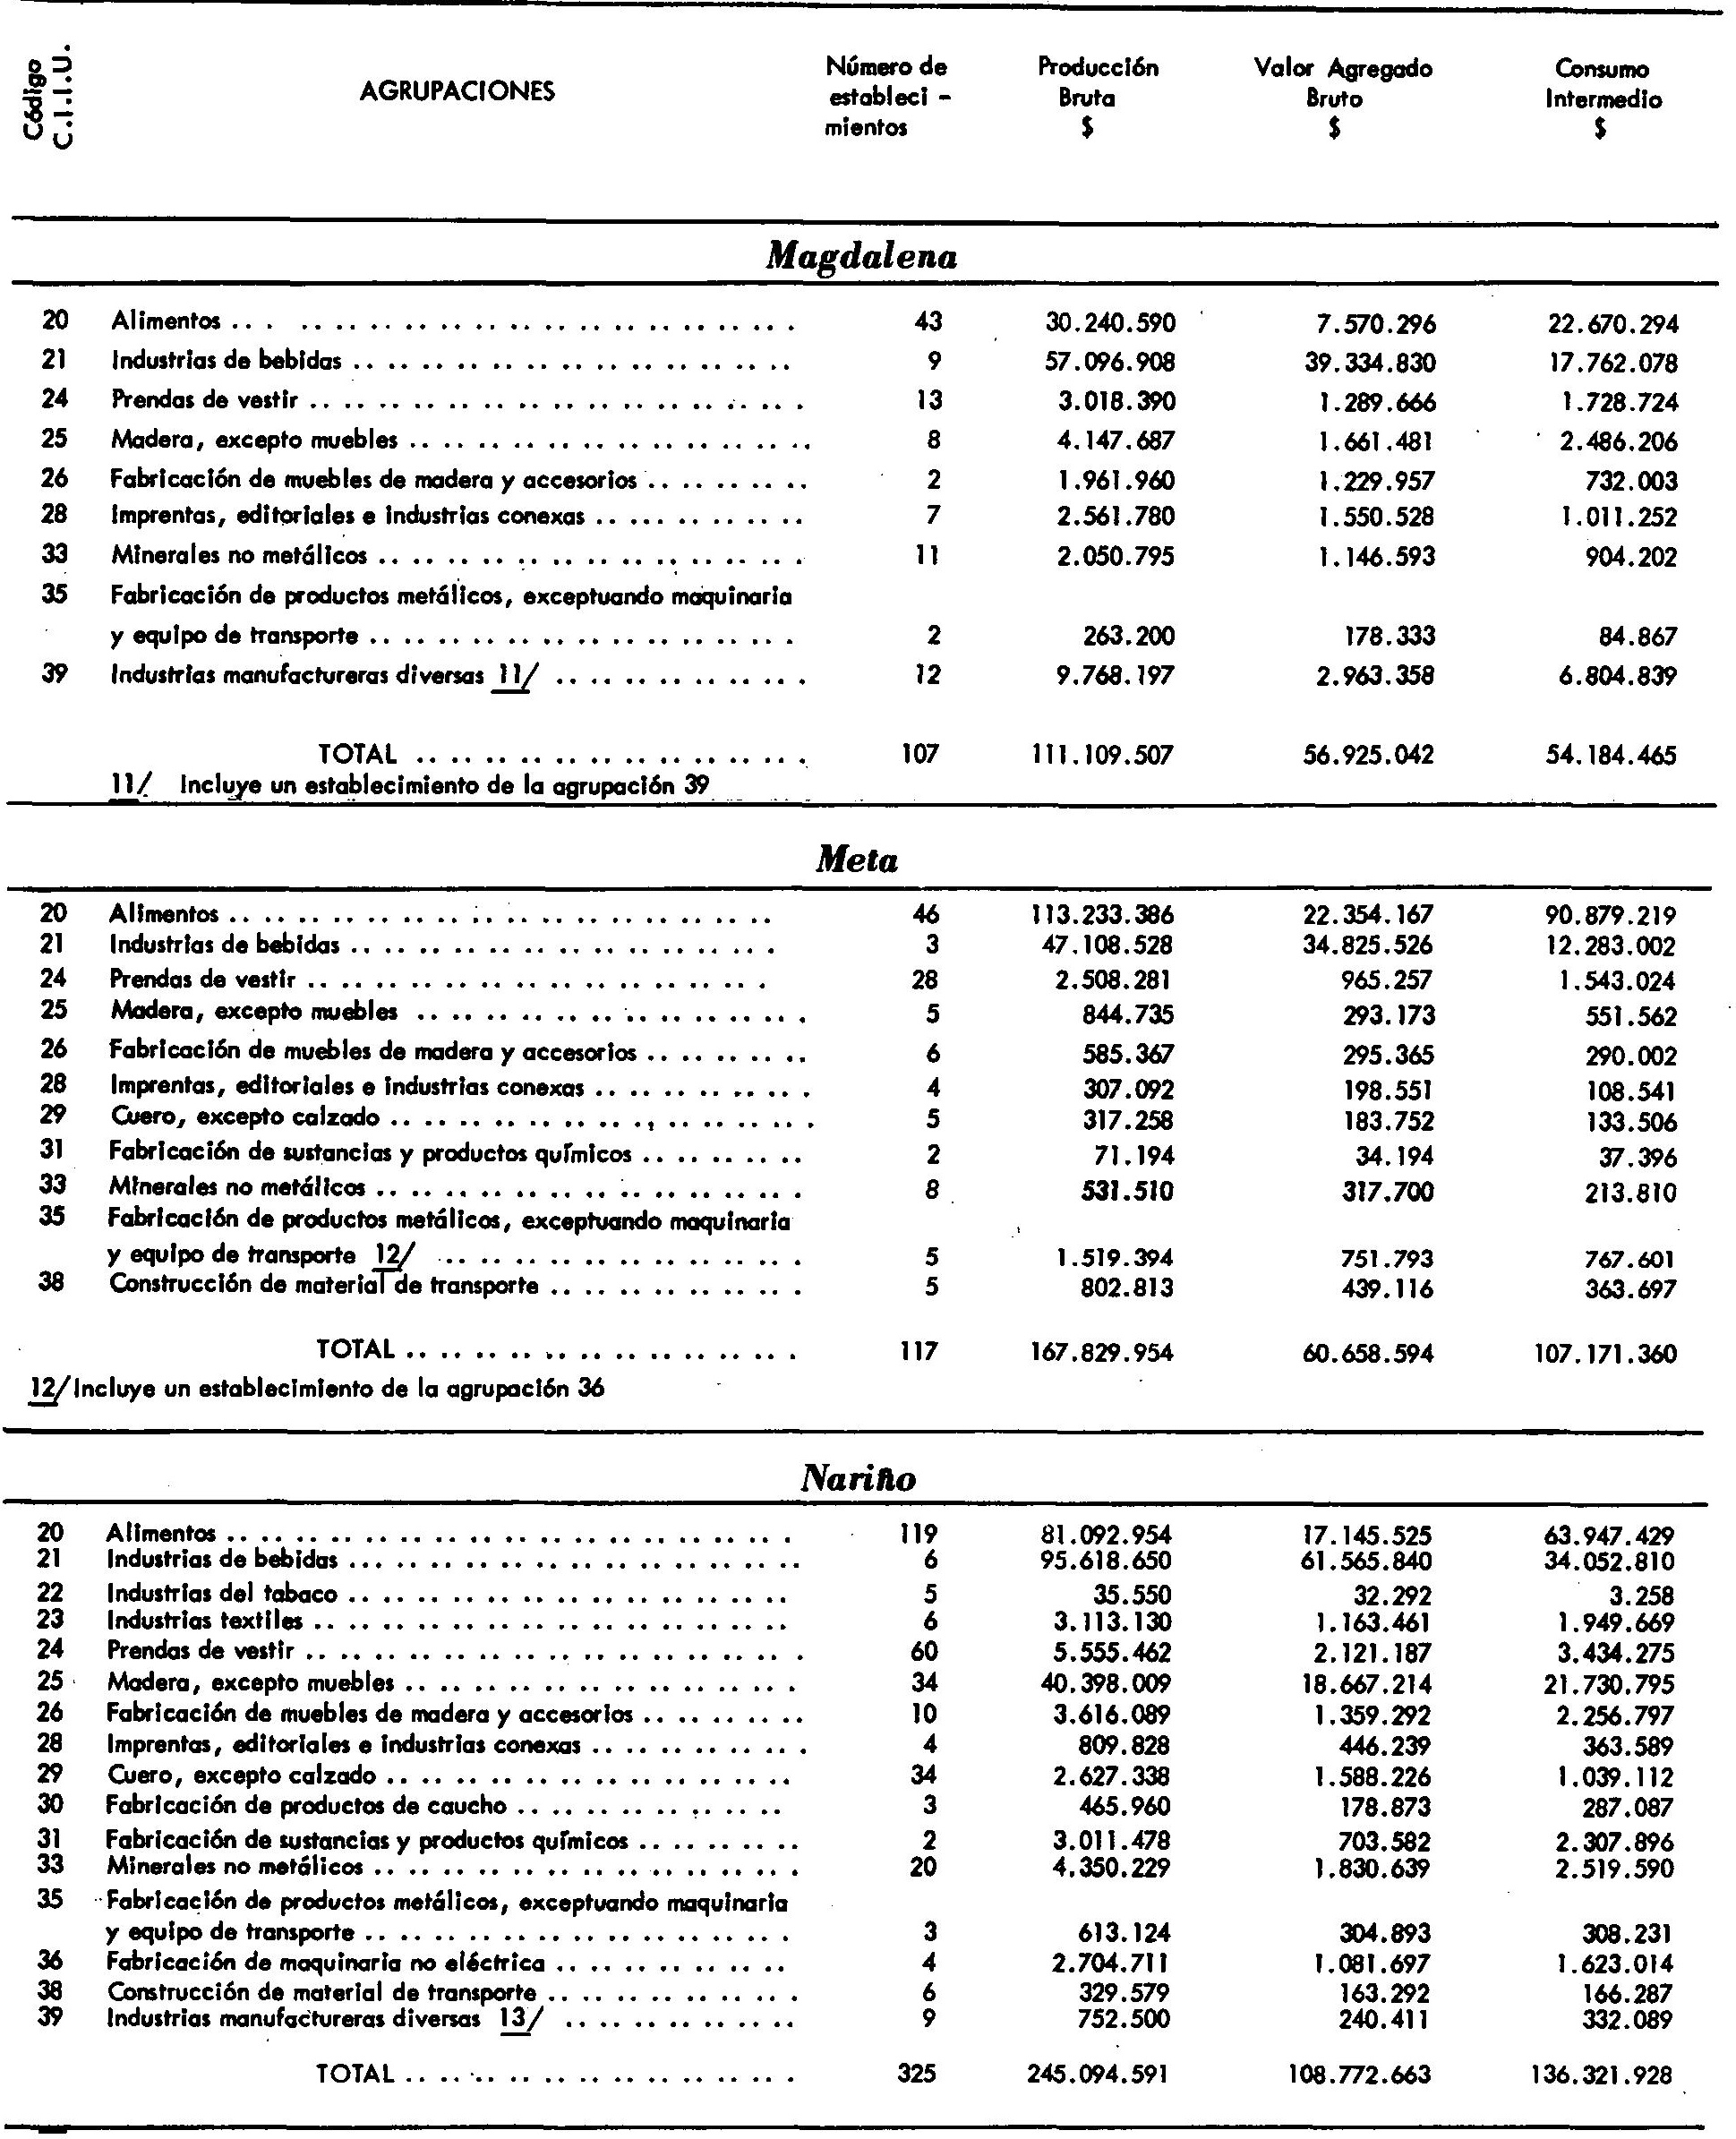 Código C.I.I.U. AGRUPACIONES Número de estableci - mientos Producción Bruta $ Valor Agregado Bruto $ Consumo Intermedio $
Magdalena
20 Alimentos . . . . . . . . . . 43 30.240.590 7.570.296 22.670.294
21 Industrias de bebidas . . . . . . . . . . 9 57.096.908 39.334.830 17.762.078
24 Prendas de vestir . . . . . . . . . . 13 3.018.390 1.289.666 1.728.724
25 Madera, excepto muebles . . . . . . . . . . 8 4.147.687 1.661.481 2.486.206
26 Fabricación de muebles de madera y accesorios . . . . . . . . . . 2 1.961.960 1.229.957 732.003
28 Imprentas, editoriales e industrias conexas . . . . . . . . . . 7 2.561.780 1.550.528 1.011.252
33 Minerales no metálicos . . . . . . . . . . 11 2.050.795 1.146.593 904.202
35 Fabricación de productos metálicos, exceptuando maquinaria
y equipo de transporte . . . . . . . . . . 2 263.200 178.333 84.867
39 Industrias manufactureras diversas 11/ . . . . . . . . . . 12 9.768.197 2.963.358 6.804.839
TOTAL . . . . . . . . . . 107 111.109.507 56.925.042 54.184.465
11/ Incluye un establecimiento de la agrupación 39
Meta
20 Alimentos . . . . . . . . . . 46 113.233.386 22.354.167 90.879.219
21 Industrias de bebidas . . . . . . . . . . 3 47.108.528 34.825.526 12.283.002
24 Prendas de vestir . . . . . . . . . . 28 2.508.281 965.257 1.543.024
25 Madera, excepto muebles . . . . . . . . . . 5 844.735 293.173 551.562
26 Fabricación de muebles de madera y accesorios . . . . . . . . . . 6 585.367 295.365 290.002
28 Imprentas, editoriales e industrias conexas . . . . . . . . . . 4 307.092 198.551 108.541
29 Cuero, excepto calzado . . . . . . . . . . 5 317.258 183.752 133.506
31 Fabricación de sustancias y productos químicos . . . . . . . . . . 2 71.194 34.194 37.396
33 Minerales no metálicos . . . . . . . . . . 8 531.510 317.700 213.810
35 Fabricación de productos metálicos, exceptuando maquinaria
y equipo de transporte 12/ . . . . . . . . . . 5 1.519.394 751.793 767.601
38 Construcción de material de transporte . . . . . . . . . . 5 802.813 439.116 363.697
TOTAL . . . . . . . . . . 117 167.829.954 60.658.594 107.171.360
12/Incluye un establecimiento de la agrupación 36
Nariño
20 Alimentos . . . . . . . . . . 119 81.092.954 17.145.525 63.947.429
21 Industrias de bebidas . . . . . . . . . . 6 95.618.650 61.565.840 34.052.810
22 Industrias del tabaco . . . . . . . . . . 5 35.550 32.292 3.258
23 Industrias textiles . . . . . . . . . . 6 3.113.130 1.163.461 1.949.669
24 Prendas de vestir . . . . . . . . . . 60 5.555.462 2.121.187 3.434.275
25 Madera, excepto muebles . . . . . . . . . . 34 40.398.009 18.667.214 21.730.795
26 Fabricación de muebles de madera y accesorios . . . . . . . . . . 10 3.616.089 1.359.292 2.256.797
28 Imprentas, editoriales e industrias conexas . . . . . . . . . . 4 809.828 446.239 363.589
29 Cuero, excepto calzado . . . . . . . . . . 34 2.627.338 1.588.226 1.039.112
30 Fabricación de productos de caucho . . . . . . . . . . 3 465.960 178.873 287.087
31 Fabricación de sustancias y productos químicos . . . . . . . . . . 2 3.011.478 703.582 2.307.896
33 Minerales no metálicos . . . . . . . . . . 20 4.350.229 1.830.639 2.519.590
35 Fabricación de productos metálicos, exceptuando maquinaria
y equipo de transporte . . . . . . . . . . 3 613.124 304.893 308.231
36 Fabricación de maquinaria no eléctrica . . . . . . . . . . 4 2.704.711 1.081.697 1.623.014
38 Construcción de material de transporte . . . . . . . . . . 6 329.579 163.292 166.287
39 Industrias manufactureras diversas 13/ . . . . . . . . . . 9 752.500 240.411 332.089
TOTAL . . . . . . . . . . 325 245.094.591 108.772.663 136.321.928